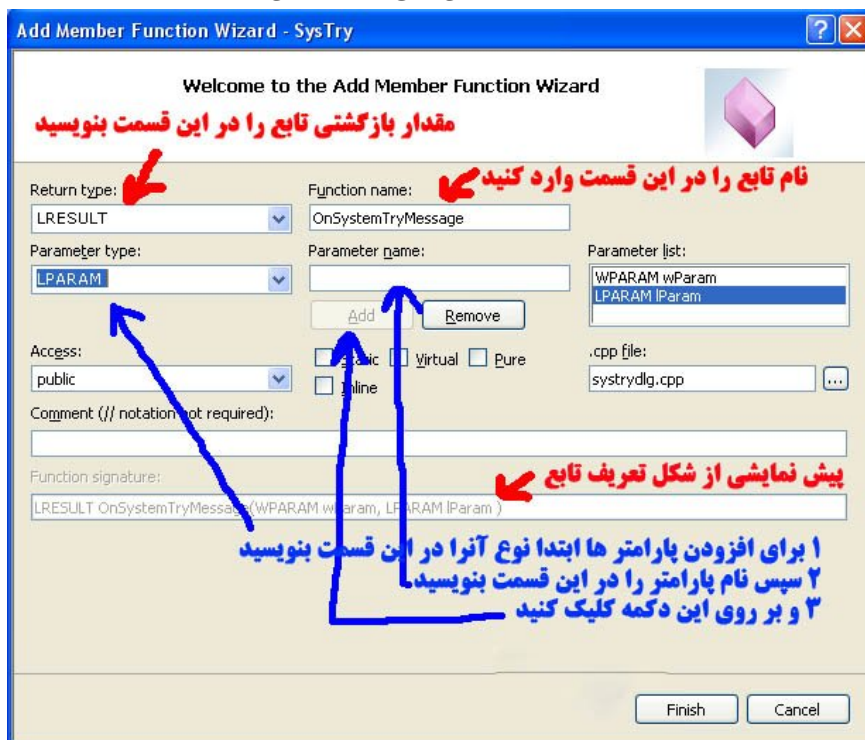 Add Member Function Wizard - SysTry
Welcome to the Add Member Function Wizard
مقدار بازگشتی تابع را در این قسمت بنویسید
نام تابع را در این قسمت وارد کنید
Return type:
Function name:
LRESULT
OnSystemTryMessage
Parameter type:
Parameter name:
Parameter list:
LPARAM
WPARAM wParam
LPARAM lParam
Add
Remove
Access:
Static
Virtual
Pure
.cpp file:
public
Inline
systrydlg.cpp
...
Comment (// notation not required):
Function signature:
پیش نمایشی از شکل تعریف تابع
LRESULT OnSystemTryMessage(WPARAM wParam, LPARAM lParam )
۱ برای افزودن پارامتر ها ابتدا نوع آنرا در این قسمت بنویسید
۲ سپس نام پارامتر را در این قسمت بنویسید
۳ و بر روی این دکمه کلیک کنید
Finish
Cancel